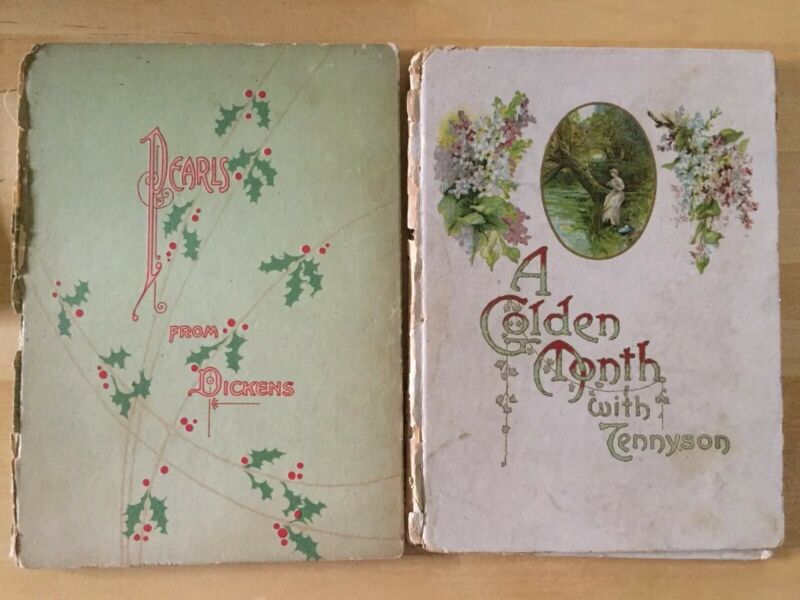 PEARLS
FROM
DICKENS
A
Golden
Month
with
Tennyson